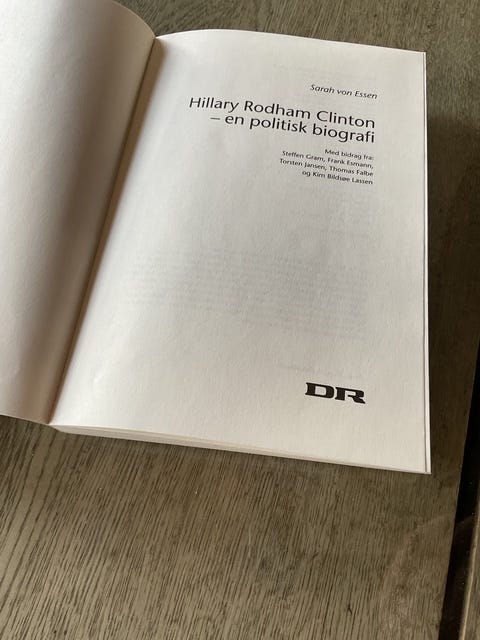 Sarah von Essen
Hillary Rodham Clinton
– en politisk biografi
Med bidrag fra:
Steffen Gram, Frank Esmann,
Torsten Jansen, Thomas Falbe
og Kim Bildsøe Lassen
DR